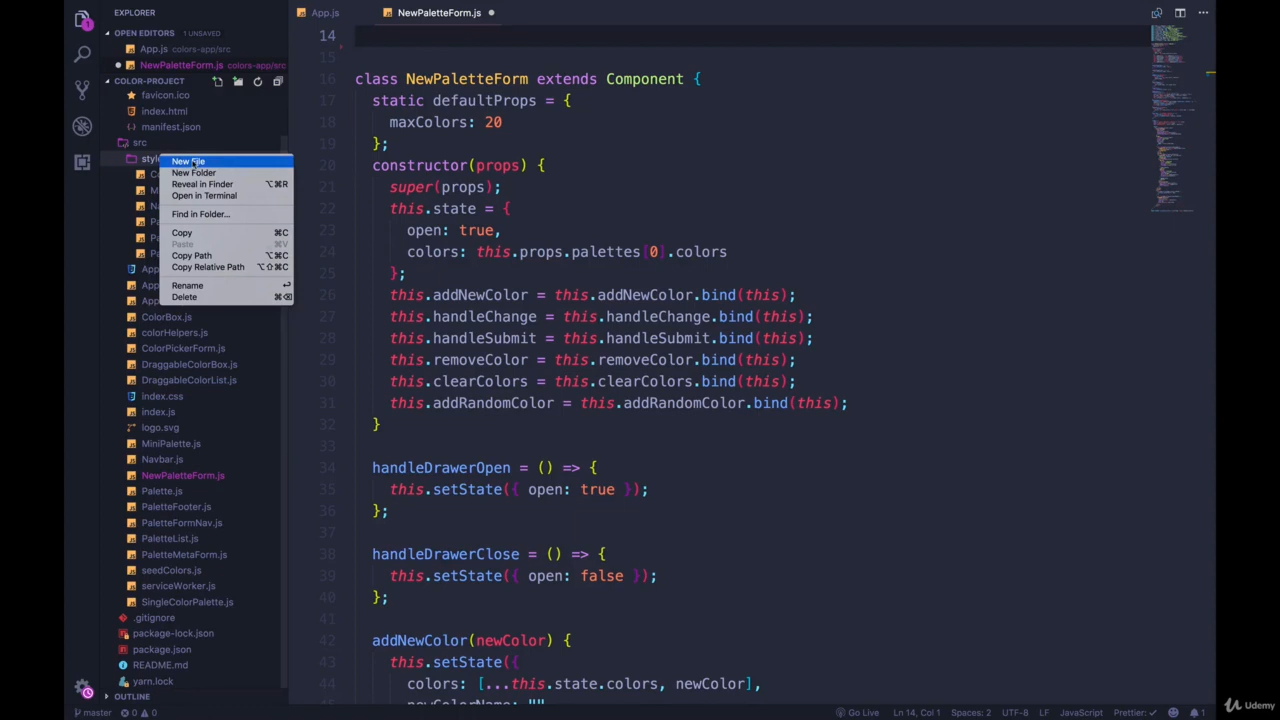 EXPLORER
OPEN EDITORS 1 UNSAVED
App.js colors-app/src
NewPaletteForm.js colors-app/src
COLOR-PROJECT
favicon.ico
index.html
manifest.json
src
New File
New Folder
Reveal in Finder ⌥⌘R
Open in Terminal
Find in Folder...
Copy ⌘C
Paste ⌘V
Copy Path ⌥⌘C
Copy Relative Path ⌥⇧⌘C
Rename ↩
Delete ⌘⌫
ColorBox.js
colorHelpers.js
ColorPickerForm.js
DraggableColorBox.js
DraggableColorList.js
index.css
index.js
logo.svg
MiniPalette.js
Navbar.js
NewPaletteForm.js
Palette.js
PaletteFooter.js
PaletteFormNav.js
PaletteList.js
PaletteMetaForm.js
seedColors.js
serviceWorker.js
SingleColorPalette.js
.gitignore
package-lock.json
package.json
README.md
yarn.lock
OUTLINE
App.js NewPaletteForm.js
14
15
16 class NewPaletteForm extends Component {
17 static defaultProps = {
18 maxColors: 20
19 };
20 constructor(props) {
21 super(props);
22 this.state = {
23 open: true,
24 colors: this.props.palettes[0].colors
25 };
26 this.addNewColor = this.addNewColor.bind(this);
27 this.handleChange = this.handleChange.bind(this);
28 this.handleSubmit = this.handleSubmit.bind(this);
29 this.removeColor = this.removeColor.bind(this);
30 this.clearColors = this.clearColors.bind(this);
31 this.addRandomColor = this.addRandomColor.bind(this);
32 }
33
34 handleDrawerOpen = () => {
35 this.setState({ open: true });
36 };
37
38 handleDrawerClose = () => {
39 this.setState({ open: false });
40 };
41
42 addNewColor(newColor) {
43 this.setState({
44 colors: [...this.state.colors, newColor],
45 newColorName: ""
master 0 0 Go Live Ln 14, Col 1 Spaces: 2 UTF-8 LF JavaScript Prettier: ✓ 1
Udemy